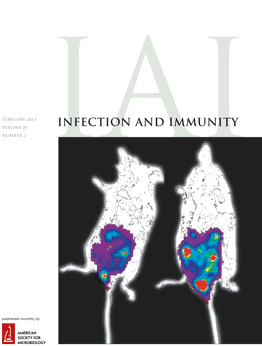 IAI
FEBRUARY 2013
VOLUME 81
NUMBER 2
INFECTION AND IMMUNITY
published monthly by
AMERICAN
SOCIETY FOR
MICROBIOLOGY